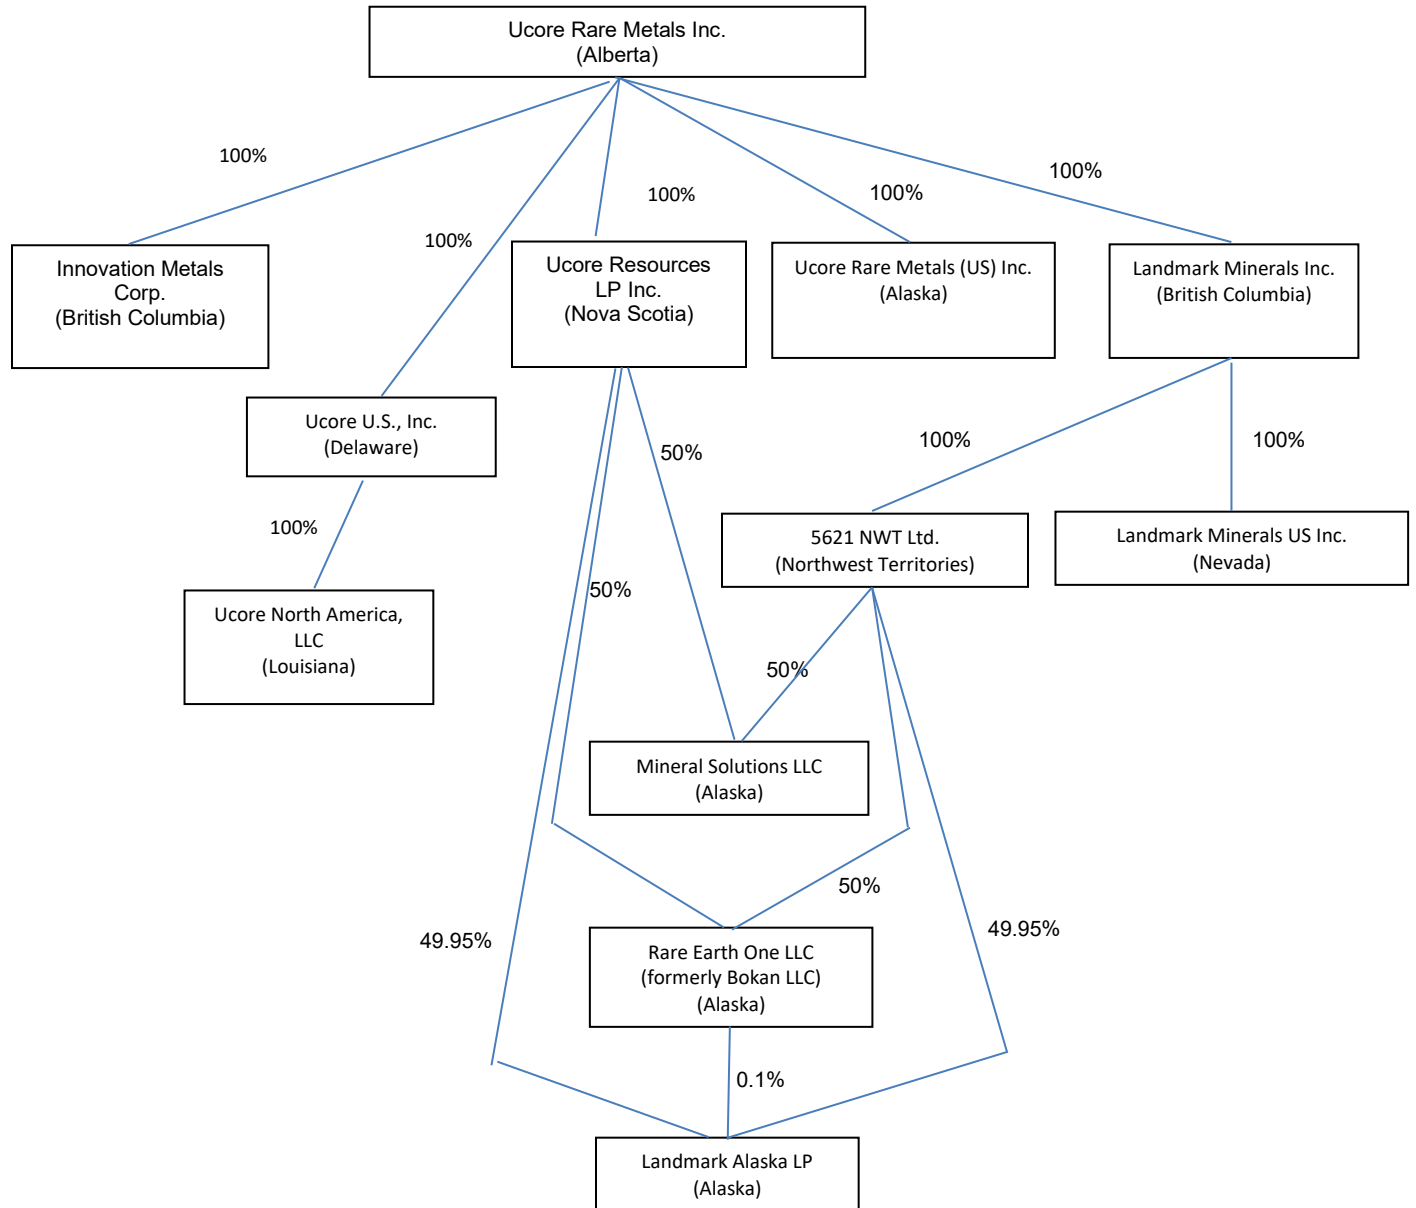 Ucore Rare Metals Inc.
(Alberta)
100%
100%
100%
100%
100%
Innovation Metals
Corp.
(British Columbia)
Ucore Resources
LP Inc.
(Nova Scotia)
Ucore Rare Metals (US) Inc.
(Alaska)
Landmark Minerals Inc.
(British Columbia)
Ucore U.S., Inc.
(Delaware)
50%
100%
100%
100%
5621 NWT Ltd.
(Northwest Territories)
Landmark Minerals US Inc.
(Nevada)
50%
Ucore North America,
LLC
(Louisiana)
50%
Mineral Solutions LLC
(Alaska)
50%
49.95%
49.95%
Rare Earth One LLC
(formerly Bokan LLC)
(Alaska)
0.1%
Landmark Alaska LP
(Alaska)